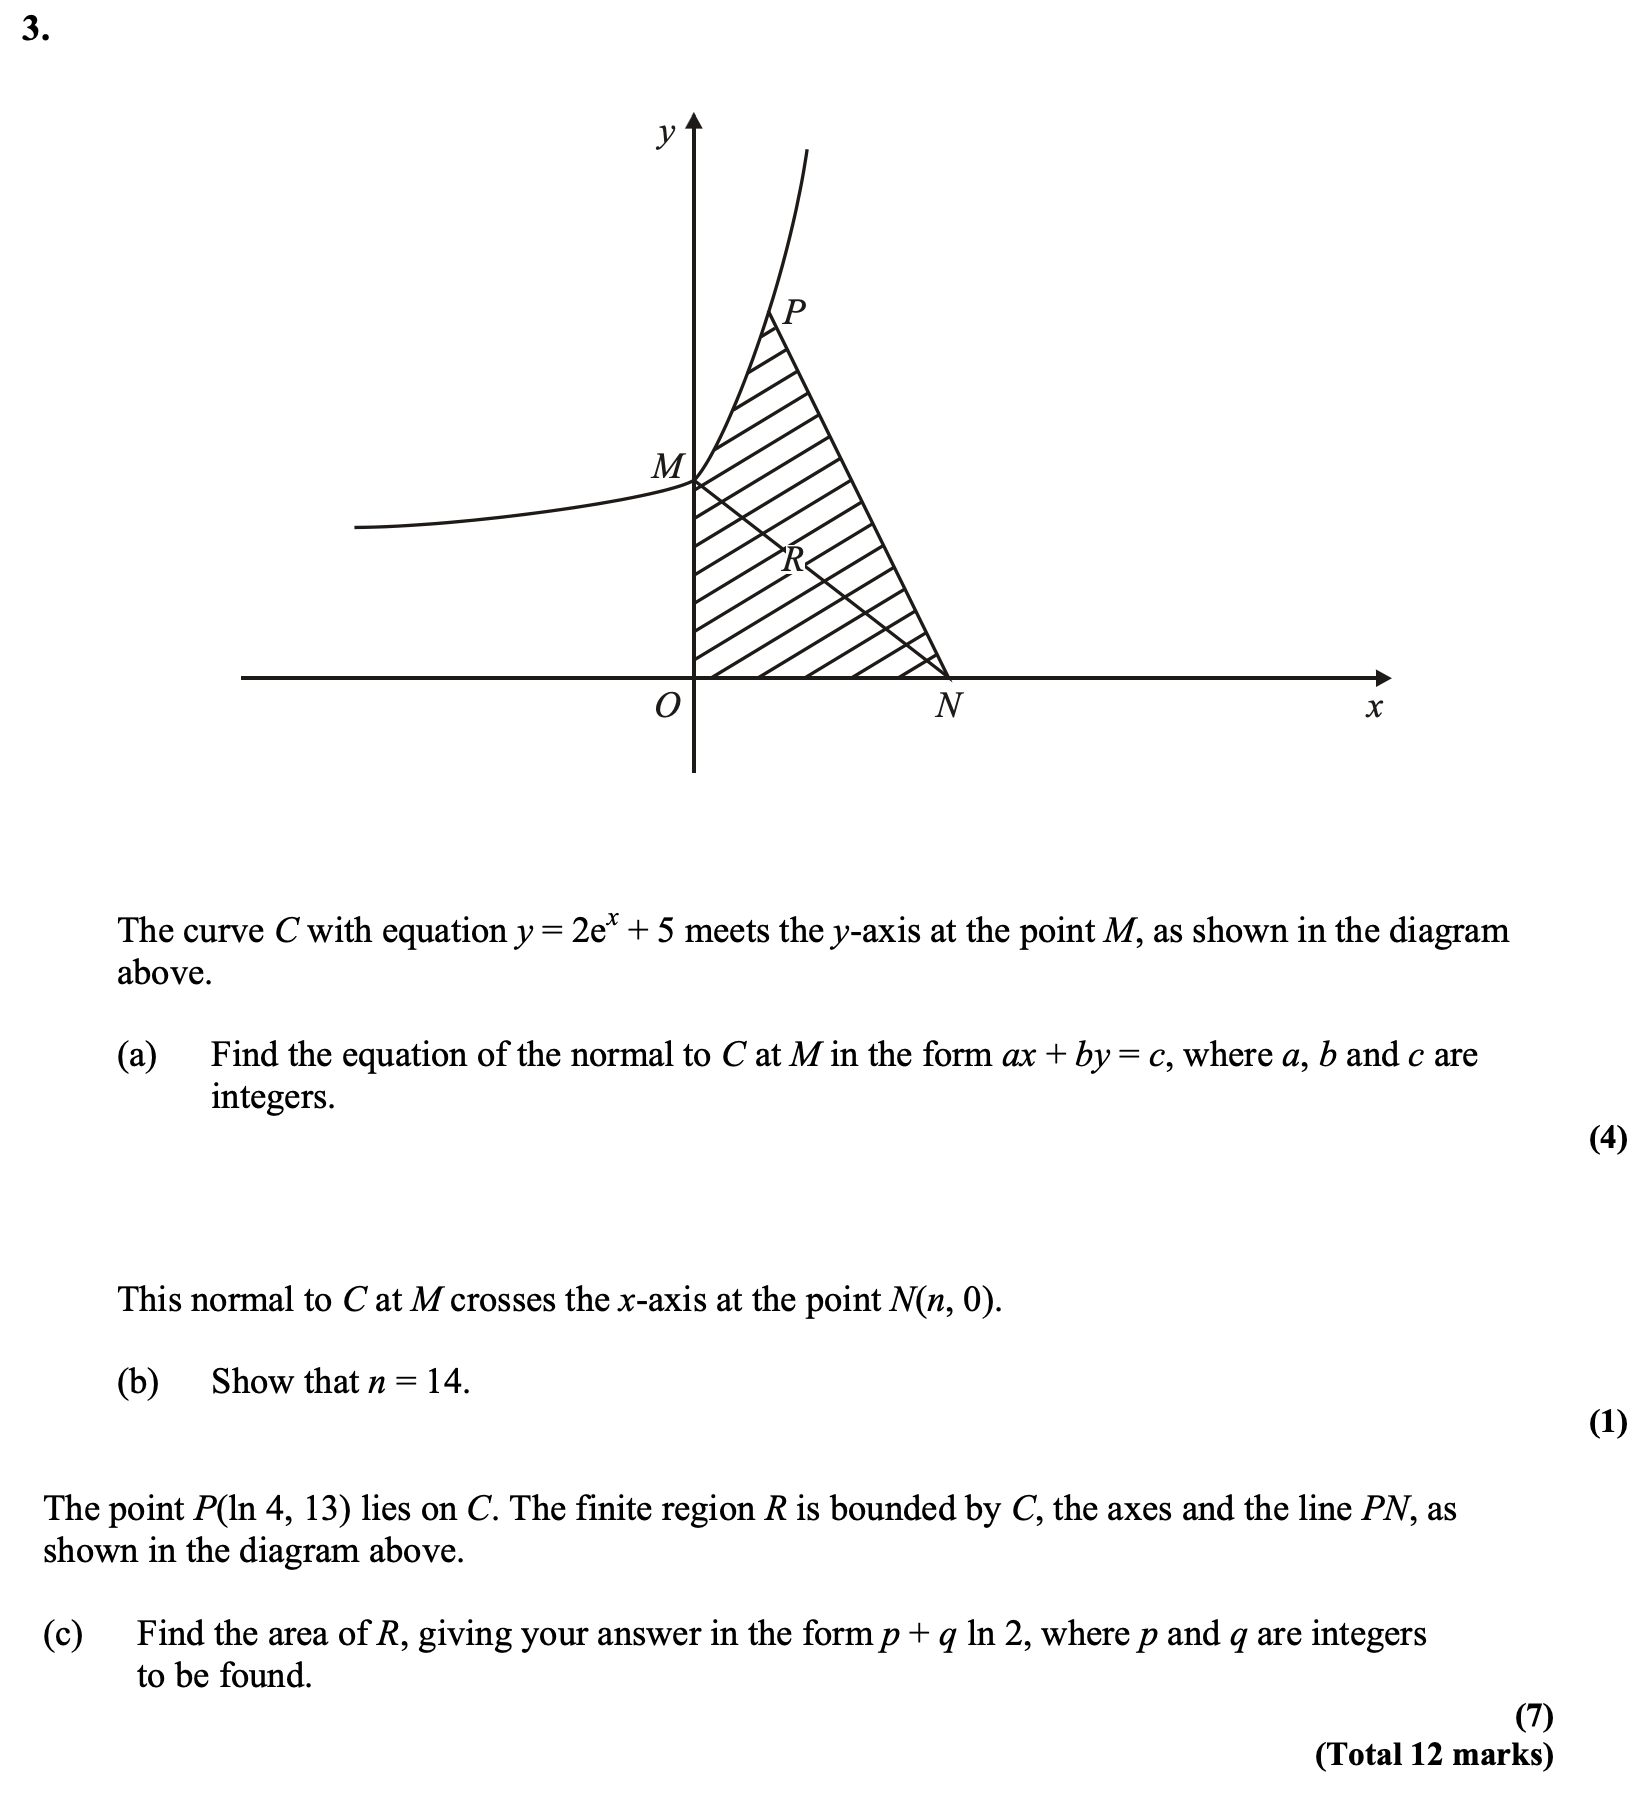 3.
y
P
M
R
O
N
x
The curve C with equation y = 2eˣ + 5 meets the y-axis at the point M, as shown in the diagram
above.
(a) Find the equation of the normal to C at M in the form ax + by = c, where a, b and c are
integers.
(4)
This normal to C at M crosses the x-axis at the point N(n, 0).
(b) Show that n = 14.
(1)
The point P(ln 4, 13) lies on C. The finite region R is bounded by C, the axes and the line PN, as
shown in the diagram above.
(c) Find the area of R, giving your answer in the form p + q ln 2, where p and q are integers
to be found.
(7)
(Total 12 marks)